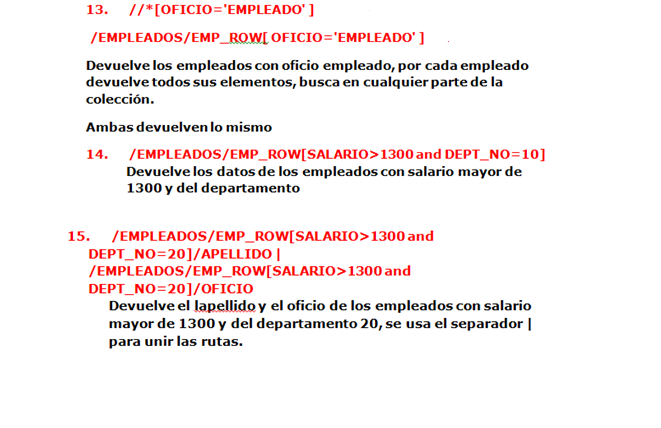 13. //*[OFICIO='EMPLEADO' ]
/EMPLEADOS/EMP_ROW[ OFICIO='EMPLEADO' ]
Devuelve los empleados con oficio empleado, por cada empleado
devuelve todos sus elementos, busca en cualquier parte de la
colección.
Ambas devuelven lo mismo
14. /EMPLEADOS/EMP_ROW[SALARIO>1300 and DEPT_NO=10]
Devuelve los datos de los empleados con salario mayor de
1300 y del departamento
15. /EMPLEADOS/EMP_ROW[SALARIO>1300 and
DEPT_NO=20]/APELLIDO |
/EMPLEADOS/EMP_ROW[SALARIO>1300 and
DEPT_NO=20]/OFICIO
Devuelve el lapellido y el oficio de los empleados con salario
mayor de 1300 y del departamento 20, se usa el separador |
para unir las rutas.